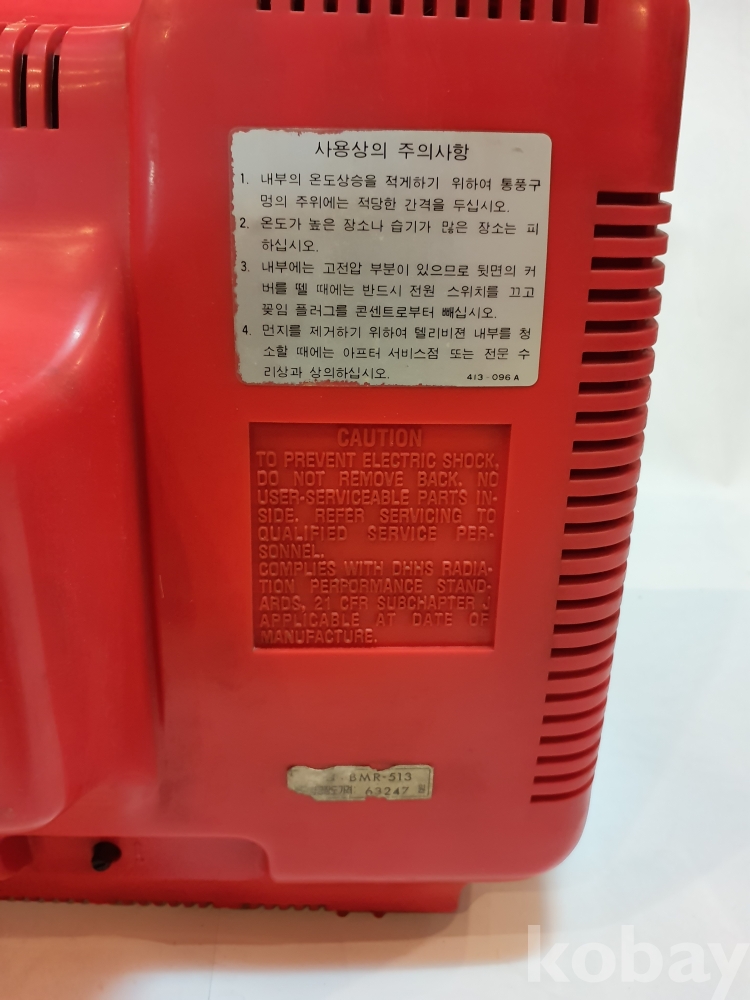 사용상의 주의사항
1. 내부의 온도상승을 적게하기 위하여 통풍구
멍의 주위에는 적당한 간격을 두십시오.
2. 온도가 높은 장소나 습기가 많은 장소는 피
하십시오.
3. 내부에는 고전압 부분이 있으므로 뒷면의 커
버를 뗄 때에는 반드시 전원 스위치를 끄고
꽂임 플러그를 콘센트로부터 빼십시오.
4. 먼지를 제거하기 위하여 텔리비젼 내부를 청
소할 때에는 아프터 서비스점 또는 전문 수
리상과 상의하십시오.
413-096A
CAUTION
TO PREVENT ELECTRIC SHOCK,
DO NOT REMOVE BACK. NO
USER-SERVICEABLE PARTS IN-
SIDE. REFER SERVICING TO
QUALIFIED SERVICE PER-
SONNEL.
COMPLIES WITH DHHS RADIA-
TION PERFORMANCE STAND-
ARDS, 21 CFR SUBCHAPTER J
APPLICABLE AT DATE OF
MANUFACTURE.
BMR-513
63247 원
kobay